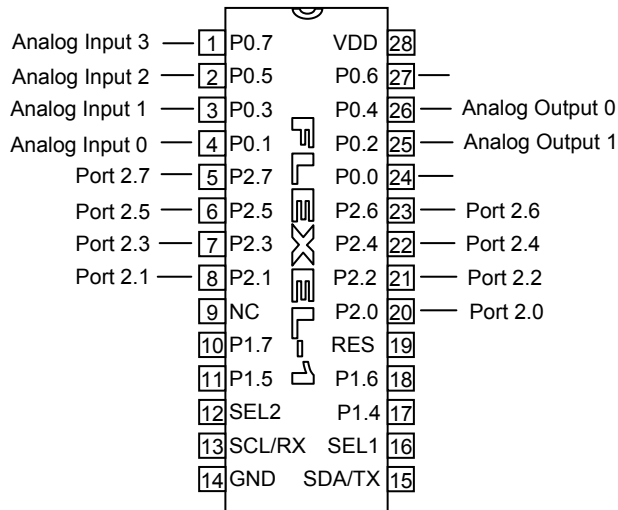 Analog Input 3 1 P0.7 VDD 28
Analog Input 2 2 P0.5 P0.6 27
Analog Input 1 3 P0.3 P0.4 26 Analog Output 0
Analog Input 0 4 P0.1 P0.2 25 Analog Output 1
Port 2.7 5 P2.7 P0.0 24
Port 2.5 6 P2.5 P2.6 23 Port 2.6
Port 2.3 7 P2.3 P2.4 22 Port 2.4
Port 2.1 8 P2.1 P2.2 21 Port 2.2
9 NC P2.0 20 Port 2.0
10 P1.7 RES 19
11 P1.5 P1.6 18
12 SEL2 P1.4 17
13 SCL/RX SEL1 16
14 GND SDA/TX 15